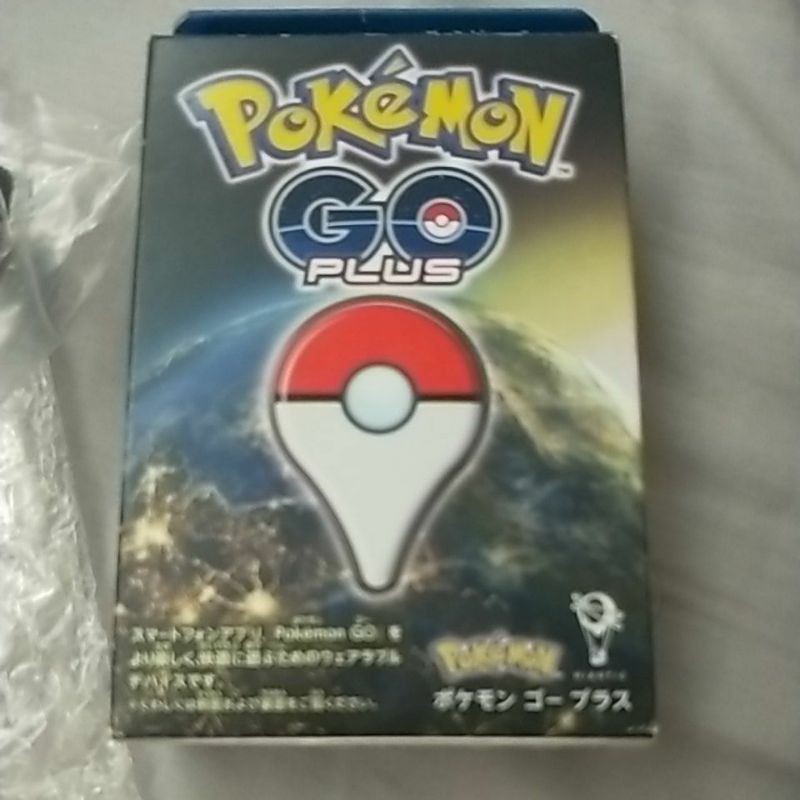 POKéMON
GO
PLUS
TM
スマートフォンアプリ Pokémon GO を
より楽しく、快適に遊ぶためのウェアラブル
デバイスです。
POKéMON
NIANTIC
ポケモン ゴー プラス